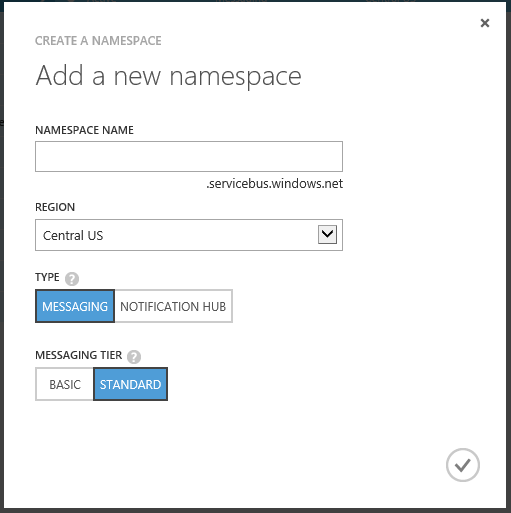 CREATE A NAMESPACE
Add a new namespace
NAMESPACE NAME
.servicebus.windows.net
REGION
Central US
TYPE ?
MESSAGING NOTIFICATION HUB
MESSAGING TIER ?
BASIC STANDARD